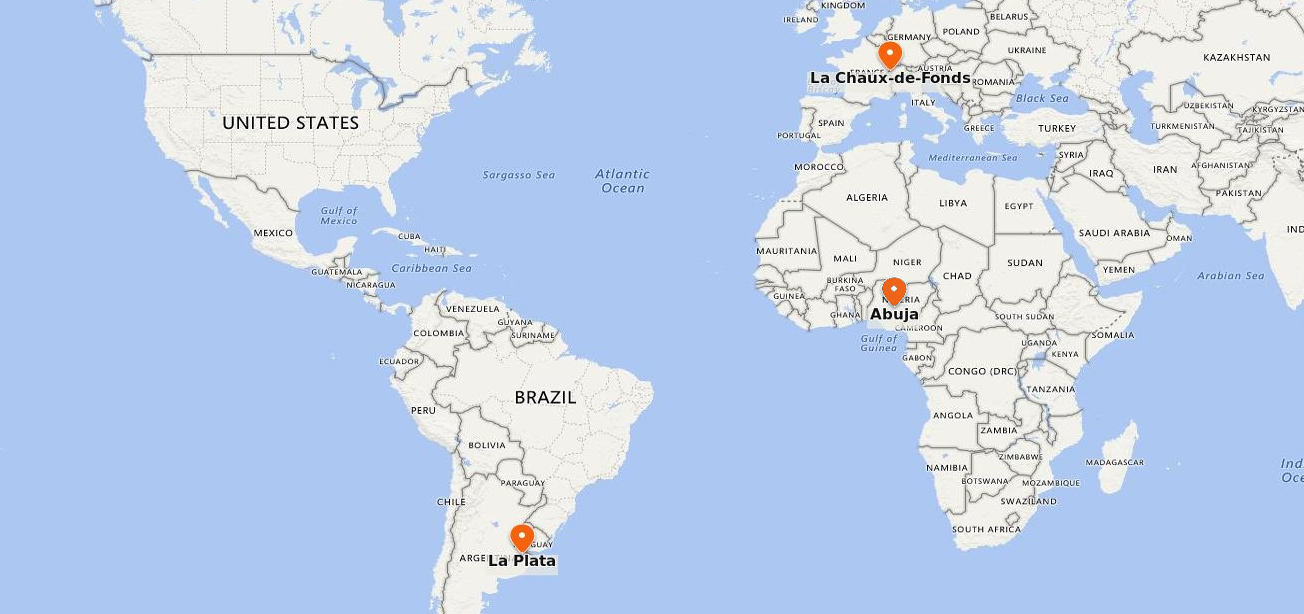 KINGDOM
IRELAND
BELARUS
GERMANY
POLAND
UKRAINE
KAZAKHSTAN
AUSTRIA
La Chaux-de-Fonds
ROMANIA
Black Sea
UZBEKISTAN
KYRGYZSTAN
ITALY
SPAIN
PORTUGAL
GREECE
TURKEY
TURKMENISTAN
TAJIKISTAN
UNITED STATES
Mediterranean Sea
SYRIA
IRAQ
IRAN
AFGHANISTAN
PAKISTAN
MOROCCO
Sargasso Sea
Atlantic
Ocean
ALGERIA
LIBYA
EGYPT
Gulf of
Mexico
MEXICO
CUBA
HAITI
SAUDI ARABIA
OMAN
IND
MAURITANIA
MALI
NIGER
CHAD
SUDAN
YEMEN
Arabian Sea
GUATEMALA
NICARAGUA
Caribbean Sea
BURKINA
FASO
GUINEA
GHANA
Abuja
CAMEROON
SOUTH SUDAN
SOMALIA
VENEZUELA
GUYANA
SURINAME
COLOMBIA
Gulf of
Guinea
GABON
UGANDA
KENYA
ECUADOR
CONGO (DRC)
TANZANIA
BRAZIL
PERU
ANGOLA
ZAMBIA
BOLIVIA
ZIMBABWE
MADAGASCAR
NAMIBIA
BOTSWANA
MOZAMBIQUE
Ind
Oce
PARAGUAY
CHILE
SWAZILAND
SOUTH AFRICA
GUAY
ARGE
La Plata